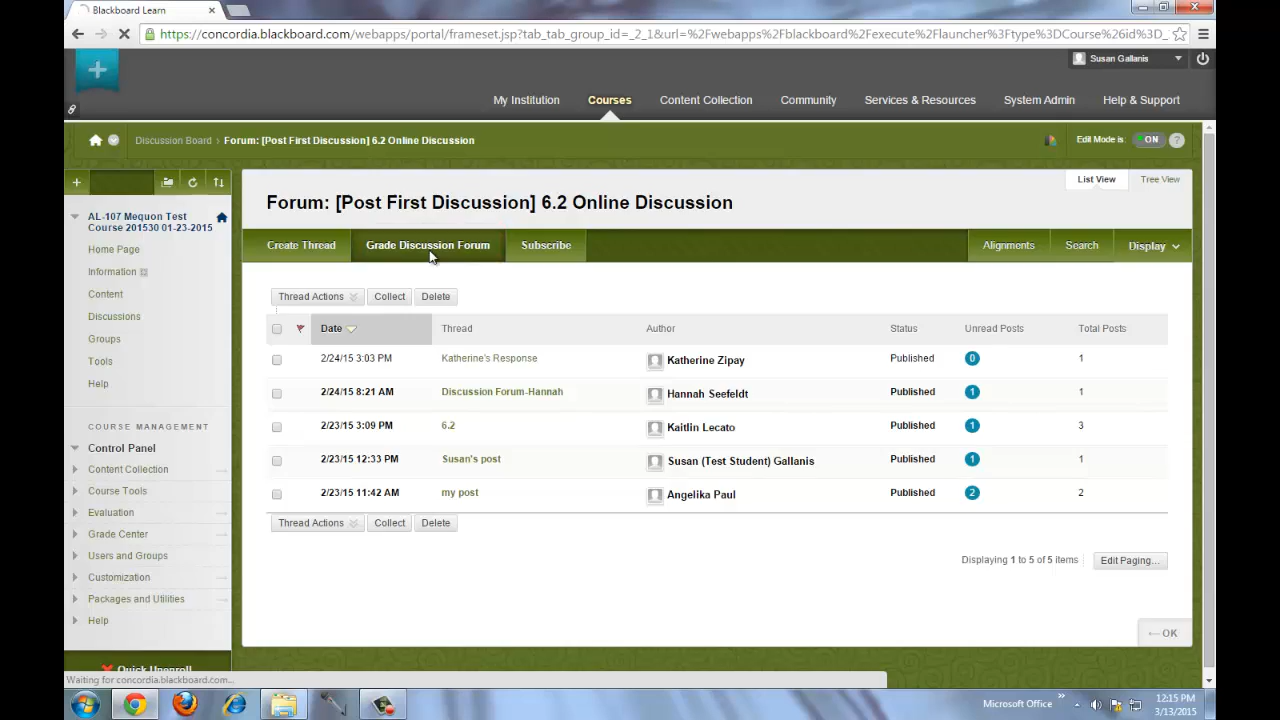 Blackboard Learn
https://concordia.blackboard.com/webapps/portal/frameset.jsp?tab_tab_group_id=_2_1&url=%2Fwebapps%2Fblackboard%2Fexecute%2Flauncher%3Ftype%3DCourse%26id%3D_
Susan Gallanis
My Institution Courses Content Collection Community Services & Resources System Admin Help & Support
Discussion Board › Forum: [Post First Discussion] 6.2 Online Discussion
Edit Mode is: ON ?
List View Tree View
AL-107 Mequon Test
Course 201530 01-23-2015
Home Page
Information
Content
Discussions
Groups
Tools
Help
COURSE MANAGEMENT
Control Panel
Content Collection
Course Tools
Evaluation
Grade Center
Users and Groups
Customization
Packages and Utilities
Help
Quick Unenroll
Forum: [Post First Discussion] 6.2 Online Discussion
Create Thread Grade Discussion Forum Subscribe Alignments Search Display
Thread Actions Collect Delete
Date Thread Author Status Unread Posts Total Posts
2/24/15 3:03 PM Katherine's Response Katherine Zipay Published 0 1
2/24/15 8:21 AM Discussion Forum-Hannah Hannah Seefeldt Published 1 1
2/23/15 3:09 PM 6.2 Kaitlin Lecato Published 1 3
2/23/15 12:33 PM Susan's post Susan (Test Student) Gallanis Published 1 1
2/23/15 11:42 AM my post Angelika Paul Published 2 2
Thread Actions Collect Delete
Displaying 1 to 5 of 5 items Edit Paging...
OK
Waiting for concordia.blackboard.com...
Microsoft Office
12:15 PM
3/13/2015